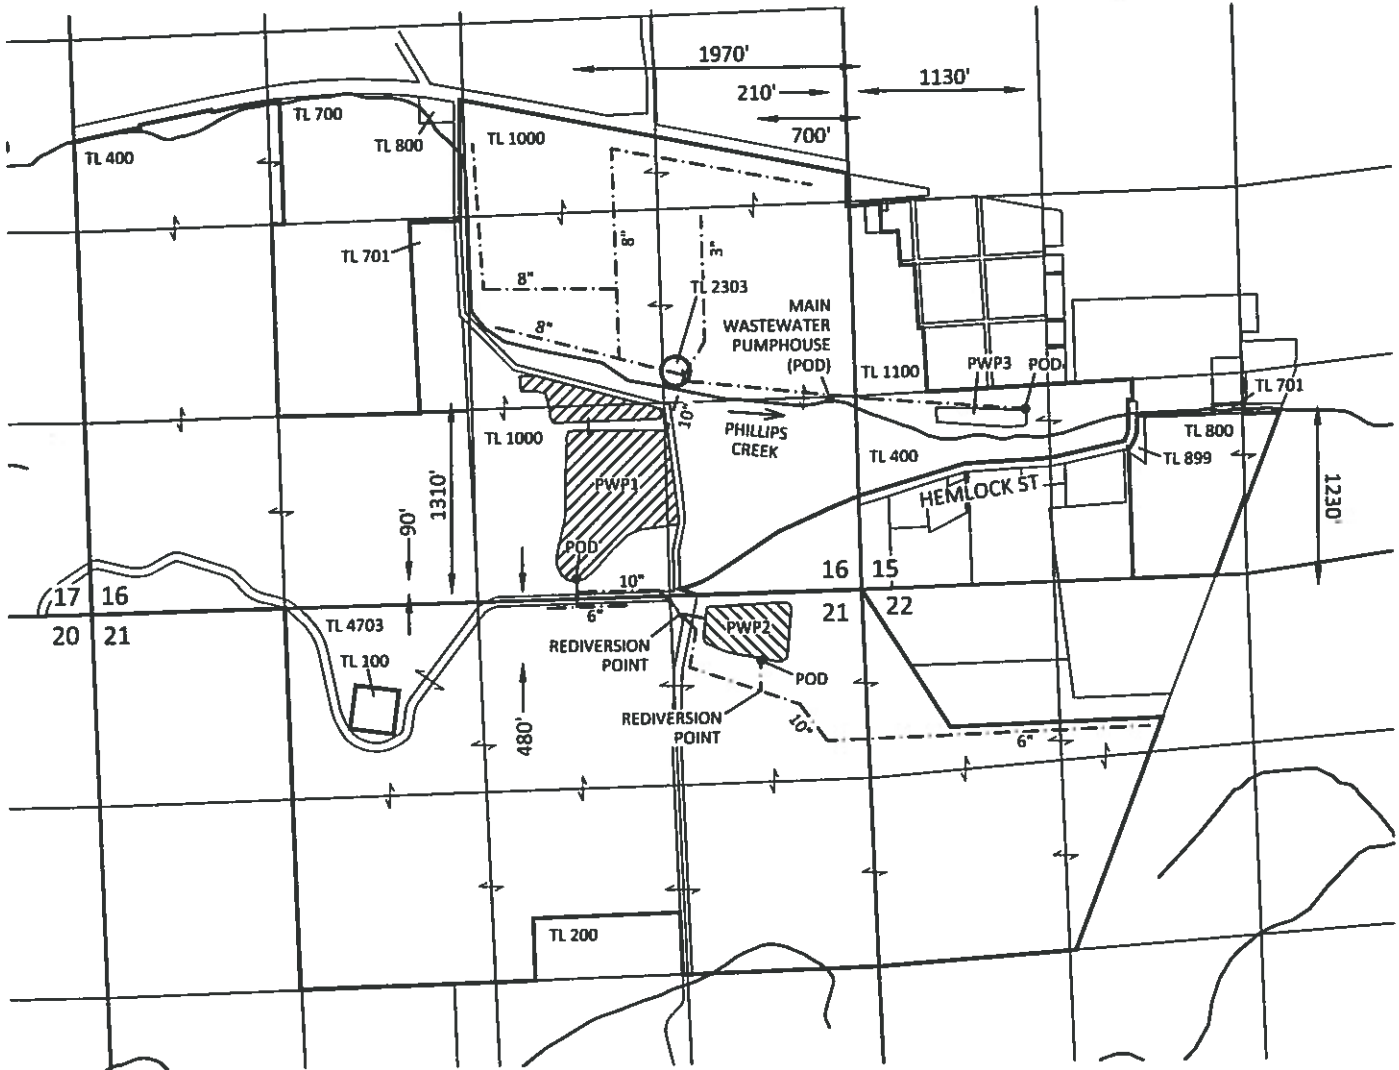 1970'
1130'
210'
700'
TL 700
TL 800
TL 1000
TL 400
TL 701
8"
3"
8"
TL 2303
8"
MAIN
WASTEWATER
PUMPHOUSE
(POD)
TL 1100
PWP3
POD
TL 701
10"
PHILLIPS
CREEK
TL 1000
TL 400
TL 800
TL 899
HEMLOCK ST
1310'
90'
PWP1
1230'
POD
10"
6"
17 16
20 21
16 15
21 22
TL 4703
TL 100
REDIVERSION
POINT
PWP2
POD
REDIVERSION
POINT
10"
480'
6"
TL 200